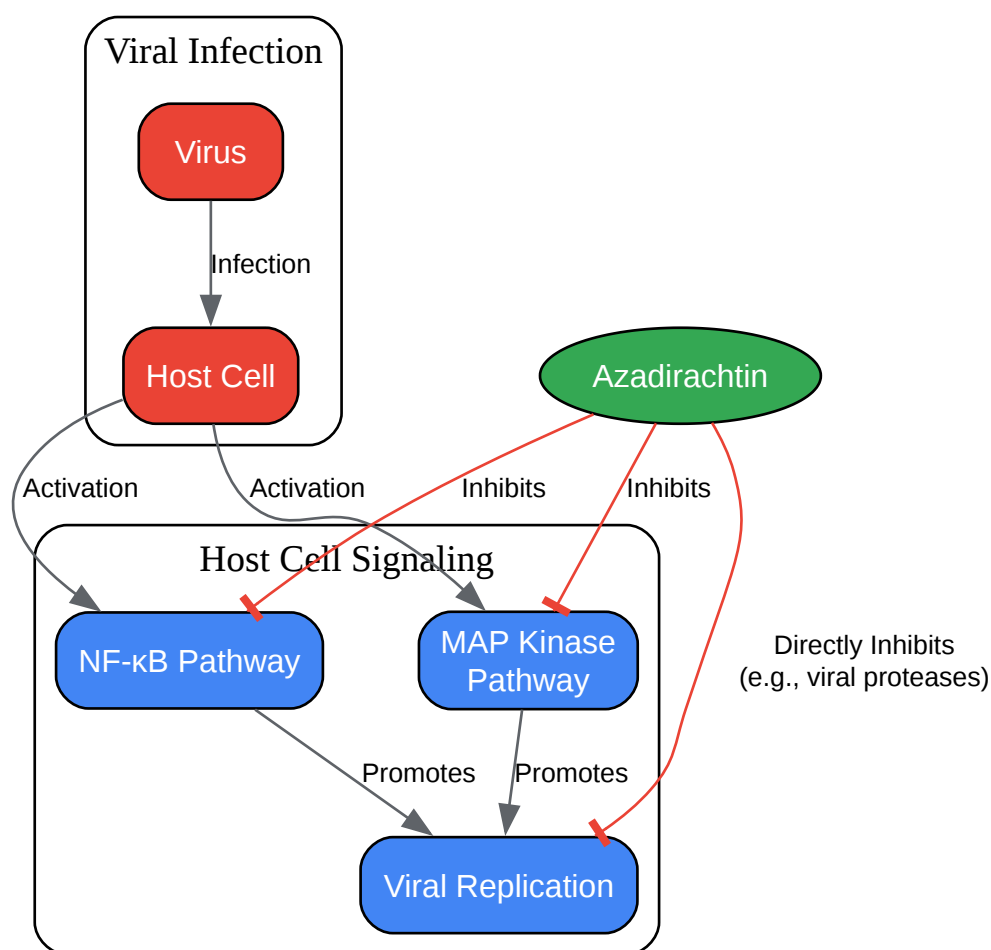 Viral Infection
Virus
Infection
Host Cell
Azadirachtin
Activation
Activation
Inhibits
Inhibits
Host Cell Signaling
NF-κB Pathway
MAP Kinase
Pathway
Directly Inhibits
(e.g., viral proteases)
Promotes
Promotes
Viral Replication